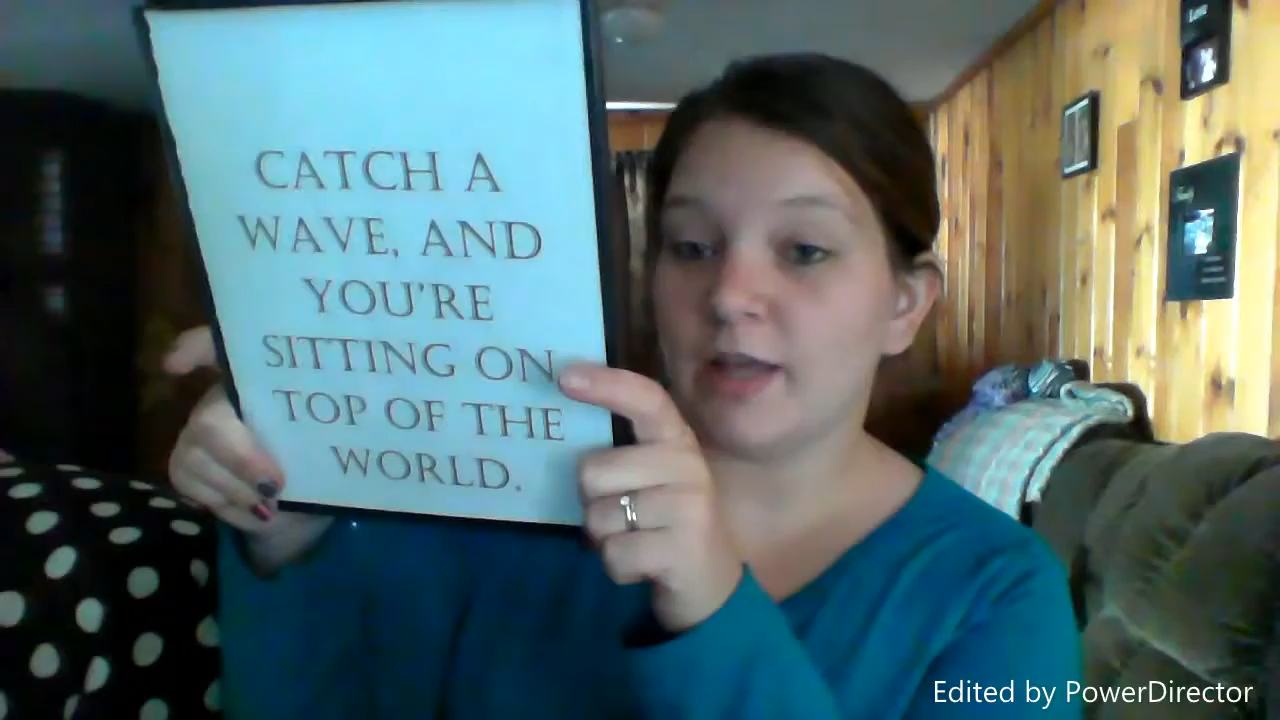 CATCH A
WAVE, AND
YOU'RE
SITTING ON
TOP OF THE
WORLD.
Edited by PowerDirector